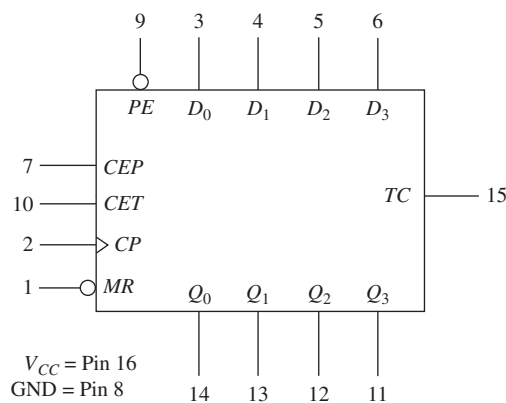 9 3 4 5 6
PE D0 D1 D2 D3
7 CEP
10 CET
TC 15
2 CP
1 MR
Q0 Q1 Q2 Q3
VCC = Pin 16
GND = Pin 8
14 13 12 11